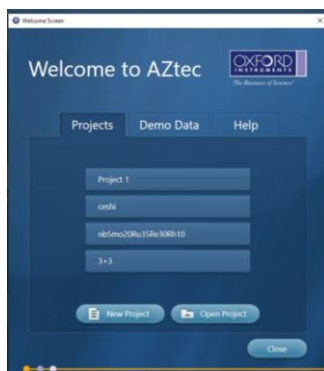 Welcome Screen
Welcome to AZtec
OXFORD
INSTRUMENTS
The Business of Science®
Projects
Demo Data
Help
Project 1
ceshi
nb5mo20Ru35Re30Rh10
3+3
New Project
Open Project
Close